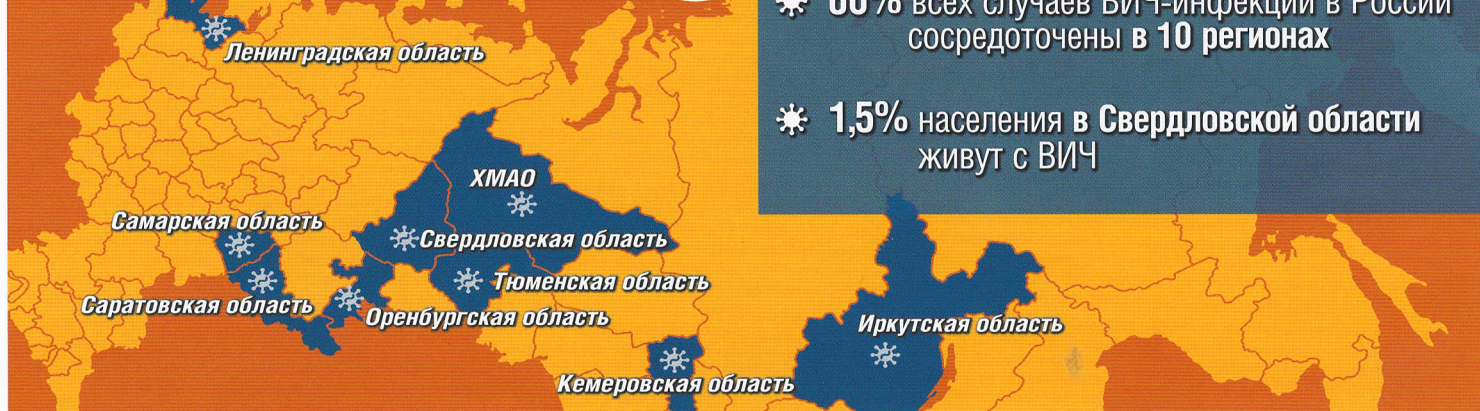 всех случаев ВИЧ-инфекции в России
сосредоточены в 10 регионах
1,5% населения в Свердловской области
живут с ВИЧ
Ленинградская область
ХМАО
Самарская область
Свердловская область
Тюменская область
Саратовская область
Оренбургская область
Иркутская область
Кемеровская область